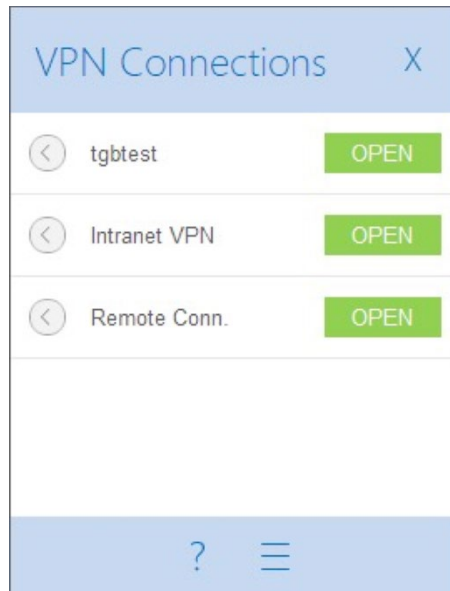 VPN Connections X
tgbtest OPEN
Intranet VPN OPEN
Remote Conn. OPEN
?